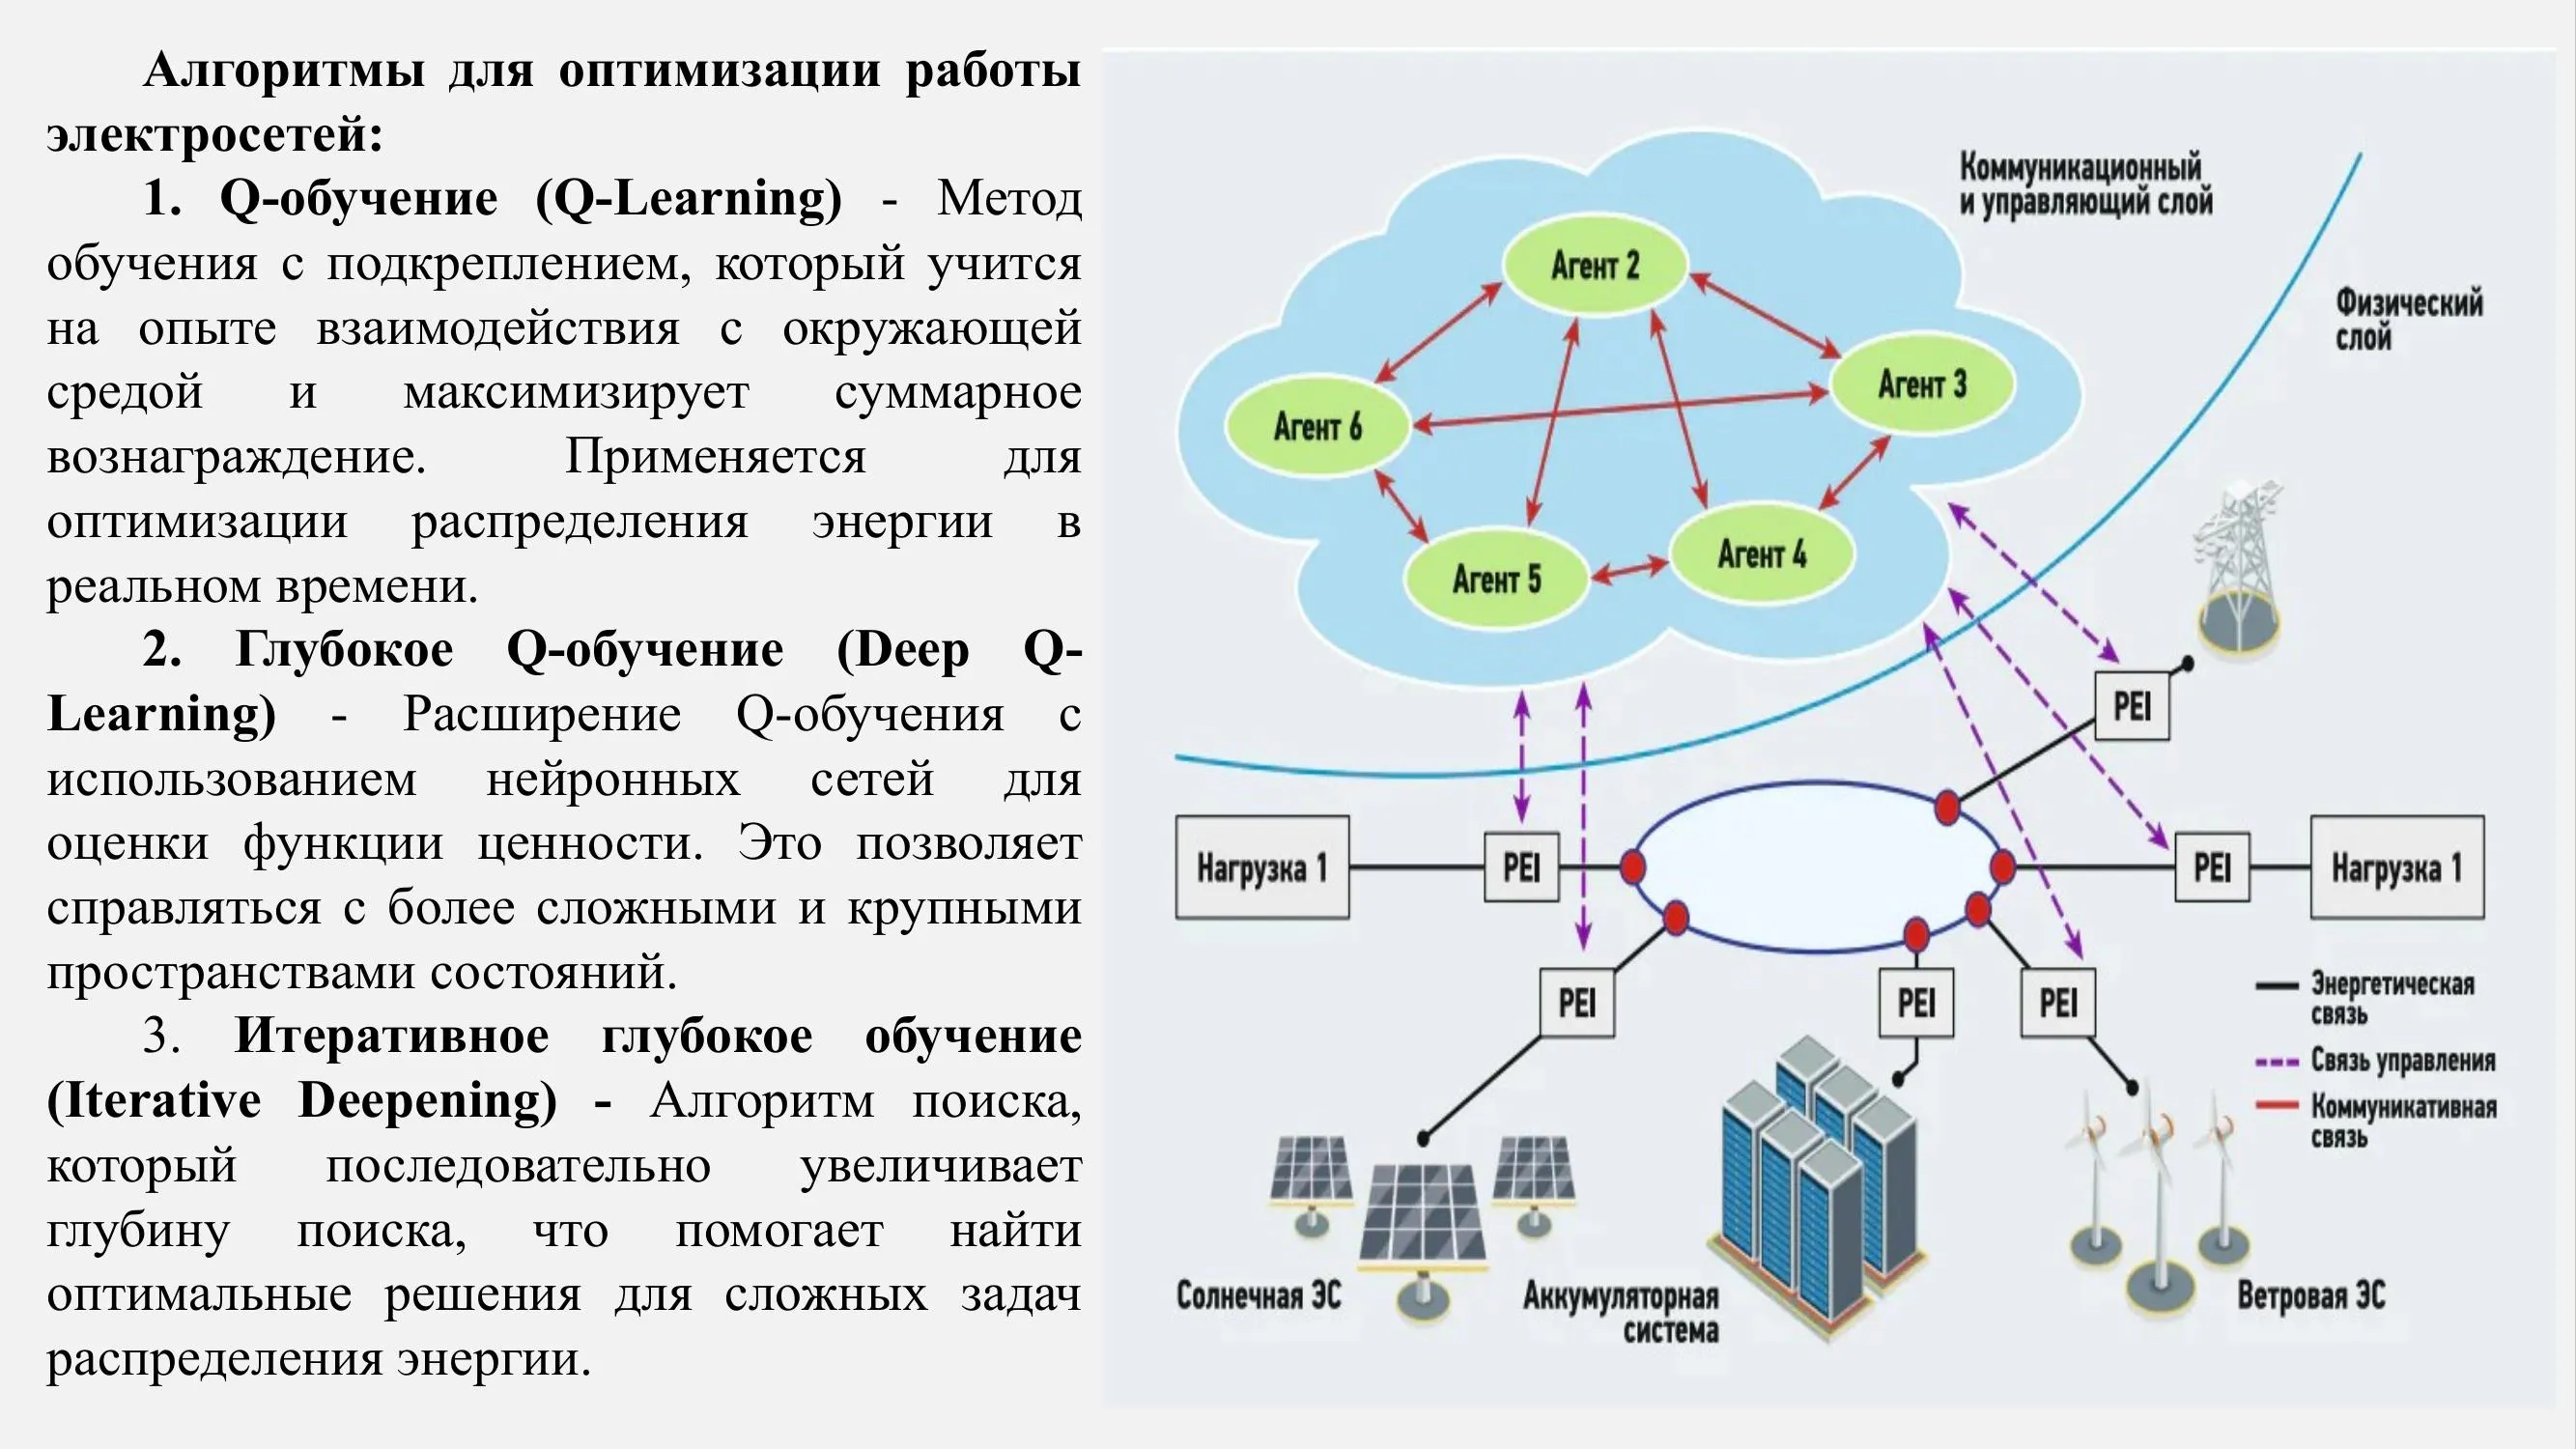 Алгоритмы для оптимизации работы
электросетей:
1. Q-обучение (Q-Learning) - Метод
обучения с подкреплением, который учится
на опыте взаимодействия с окружающей
средой и максимизирует суммарное
вознаграждение. Применяется для
оптимизации распределения энергии в
реальном времени.
2. Глубокое Q-обучение (Deep Q-
Learning) - Расширение Q-обучения с
использованием нейронных сетей для
оценки функции ценности. Это позволяет
справляться с более сложными и крупными
пространствами состояний.
3. Итеративное глубокое обучение
(Iterative Deepening) - Алгоритм поиска,
который последовательно увеличивает
глубину поиска, что помогает найти
оптимальные решения для сложных задач
распределения энергии.
Коммуникационный
и управляющий слой
Физический
слой
Агент 2
Агент 3
Агент 6
Агент 4
Агент 5
PEI
Нагрузка 1
PEI
PEI
Нагрузка 1
PEI
PEI
PEI
Энергетическая
связь
Связь управления
Коммуникативная
связь
Солнечная ЭС
Аккумуляторная
система
Ветровая ЭС